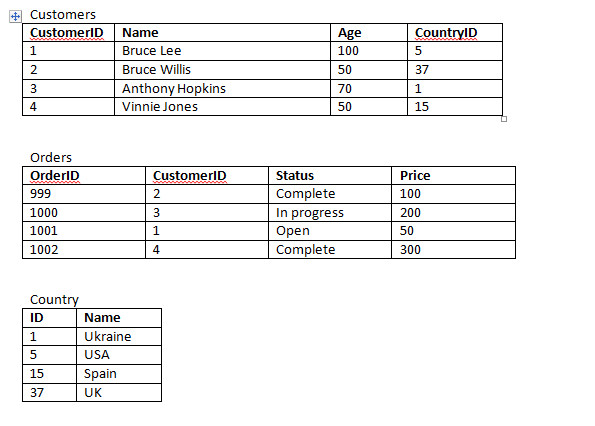 Customers
CustomerID Name Age CountryID
1 Bruce Lee 100 5
2 Bruce Willis 50 37
3 Anthony Hopkins 70 1
4 Vinnie Jones 50 15
Orders
OrderID CustomerID Status Price
999 2 Complete 100
1000 3 In progress 200
1001 1 Open 50
1002 4 Complete 300
Country
ID Name
1 Ukraine
5 USA
15 Spain
37 UK